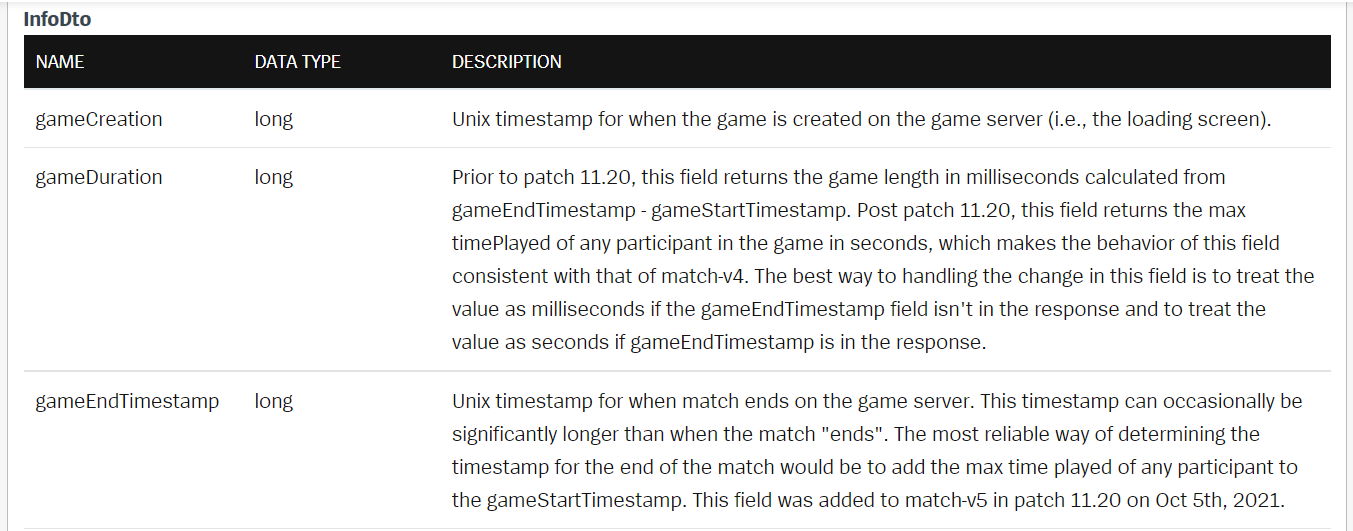 InfoDto
NAME DATA TYPE DESCRIPTION
gameCreation long Unix timestamp for when the game is created on the game server (i.e., the loading screen).
gameDuration long Prior to patch 11.20, this field returns the game length in milliseconds calculated from
gameEndTimestamp - gameStartTimestamp. Post patch 11.20, this field returns the max
timePlayed of any participant in the game in seconds, which makes the behavior of this field
consistent with that of match-v4. The best way to handling the change in this field is to treat the
value as milliseconds if the gameEndTimestamp field isn't in the response and to treat the
value as seconds if gameEndTimestamp is in the response.
gameEndTimestamp long Unix timestamp for when match ends on the game server. This timestamp can occasionally be
significantly longer than when the match "ends". The most reliable way of determining the
timestamp for the end of the match would be to add the max time played of any participant to
the gameStartTimestamp. This field was added to match-v5 in patch 11.20 on Oct 5th, 2021.